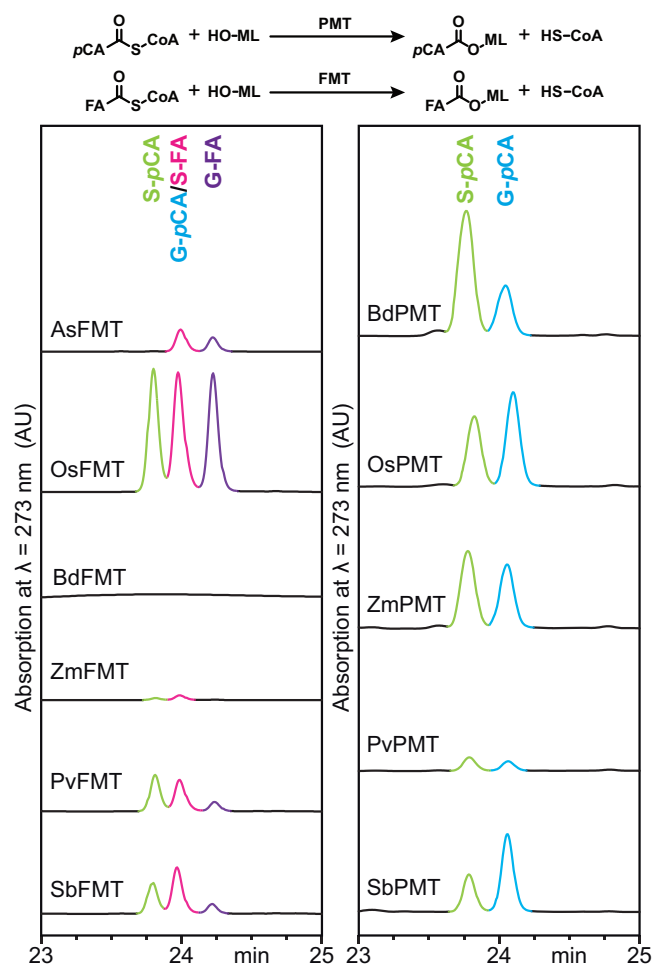 PMT
pCA O S–CoA + HO–ML pCA O O ML + HS–CoA
FMT
FA O S–CoA + HO–ML FA O O ML + HS–CoA
S-pCA
G-pCA/S-FA
G-FA
AsFMT
OsFMT
BdFMT
ZmFMT
PvFMT
SbFMT
Absorption at λ = 273 nm (AU)
23 24 min 25
S-pCA
G-pCA
BdPMT
OsPMT
ZmPMT
PvPMT
SbPMT
Absorption at λ = 273 nm (AU)
23 24 min 25